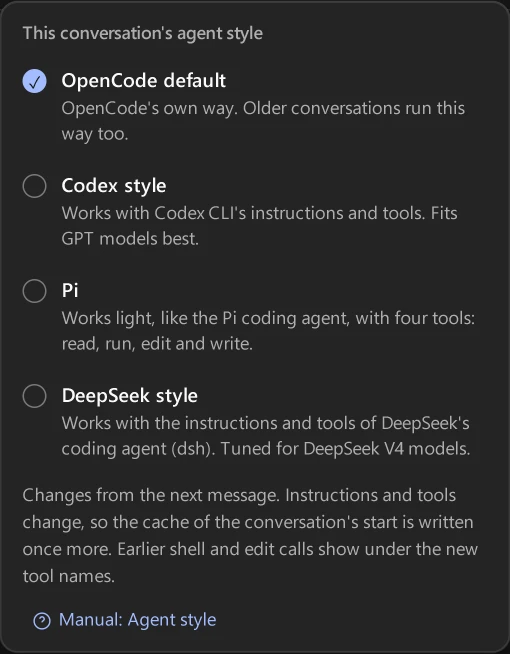 This conversation's agent style
OpenCode default
OpenCode's own way. Older conversations run this
way too.
Codex style
Works with Codex CLI's instructions and tools. Fits
GPT models best.
Pi
Works light, like the Pi coding agent, with four tools:
read, run, edit and write.
DeepSeek style
Works with the instructions and tools of DeepSeek's
coding agent (dsh). Tuned for DeepSeek V4 models.
Changes from the next message. Instructions and tools
change, so the cache of the conversation's start is written
once more. Earlier shell and edit calls show under the new
tool names.
Manual: Agent style